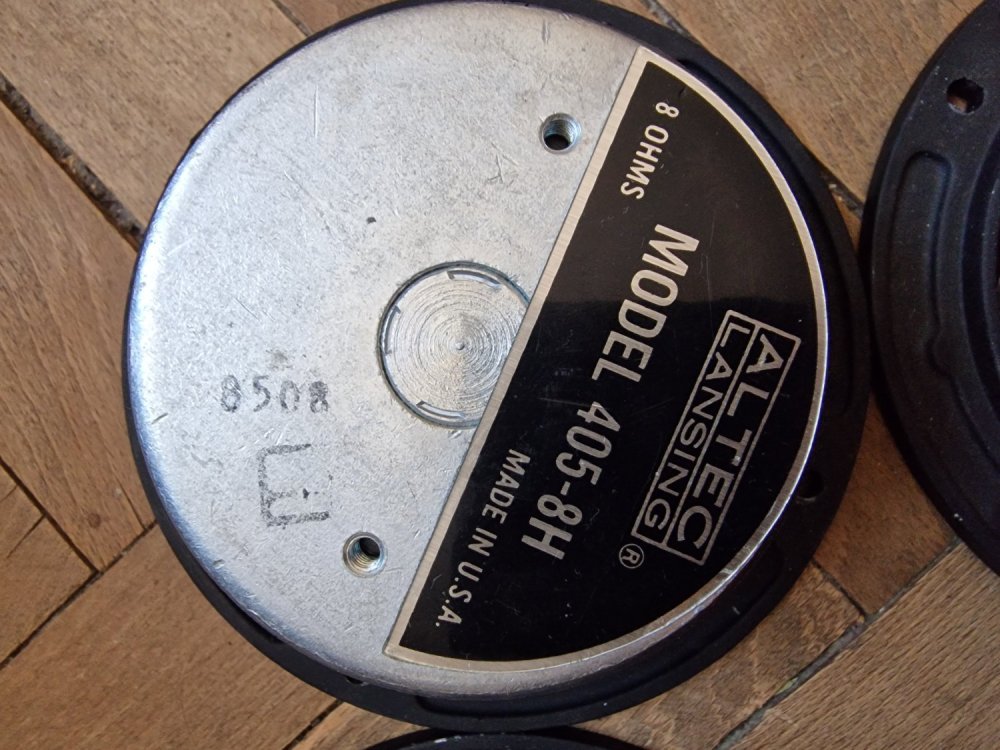 ALTEC
LANSING ®
MODEL 405-8H
8 OHMS
MADE IN U.S.A.
8508